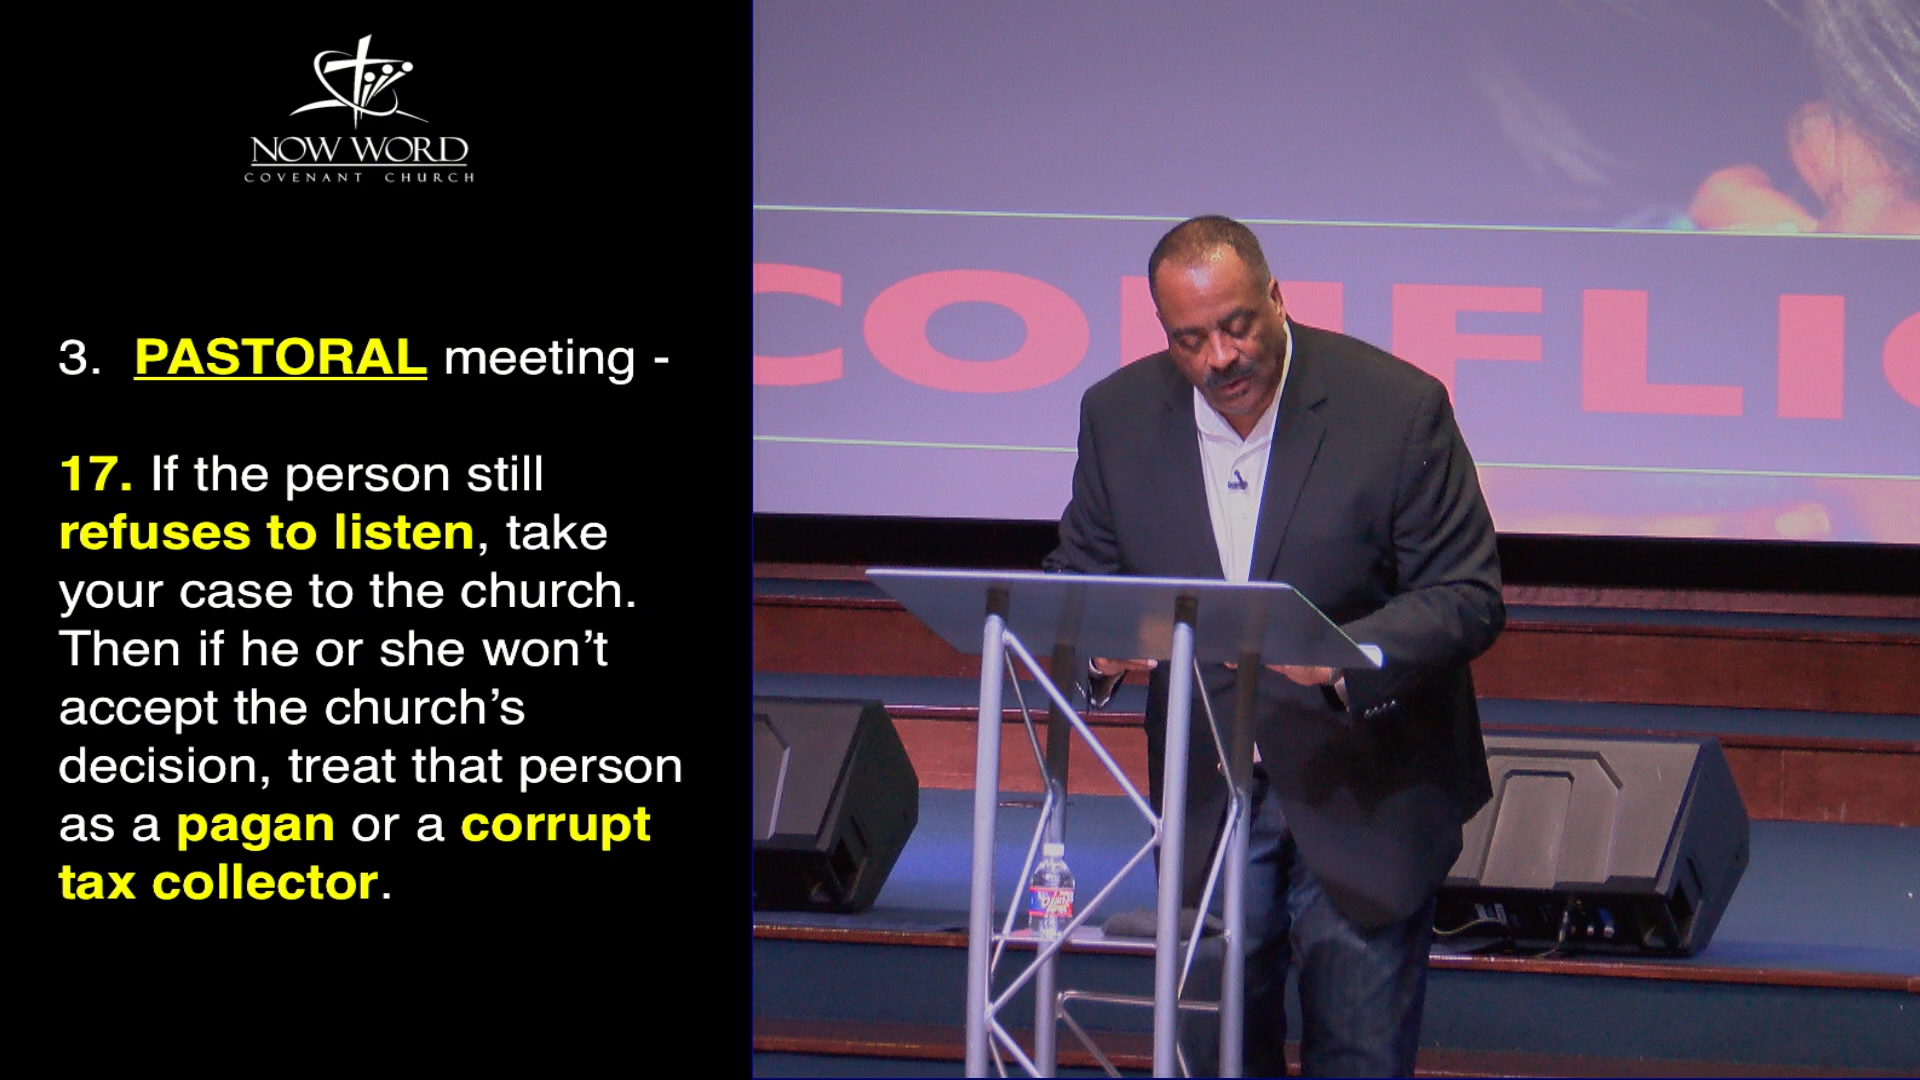 NOW WORD
COVENANT CHURCH
3. PASTORAL meeting -
17. If the person still
refuses to listen, take
your case to the church.
Then if he or she won’t
accept the church’s
decision, treat that person
as a pagan or a corrupt
tax collector.